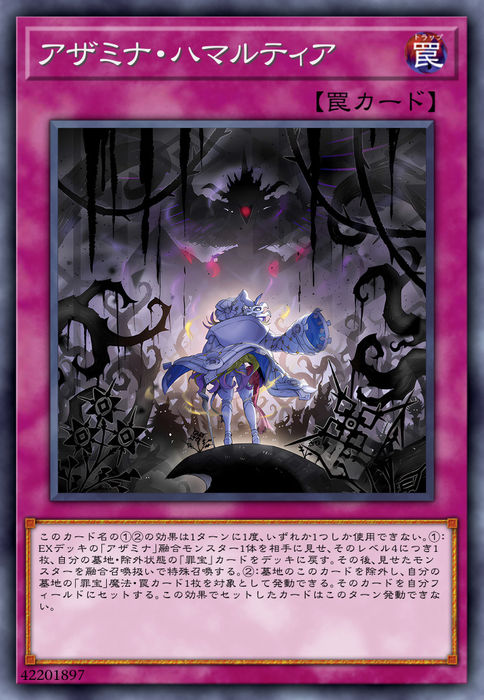 アザミナ・ハマルティア
トラップ
罠
【罠カード】
このカード名の①②の効果は1ターンに1度、いずれか1つしか使用できない。①:
EXデッキの「アザミナ」融合モンスター1体を相手に見せ、そのレベル4につき1
枚、自分の墓地・除外状態の「罪宝」カードをデッキに戻す。その後、見せたモン
スターを融合召喚扱いで特殊召喚する。②:墓地のこのカードを除外し、自分の
墓地の「罪宝」魔法・罠カード1枚を対象として発動できる。そのカードを自分フィ
ールドにセットする。この効果でセットしたカードはこのターン発動できな
い。
42201897